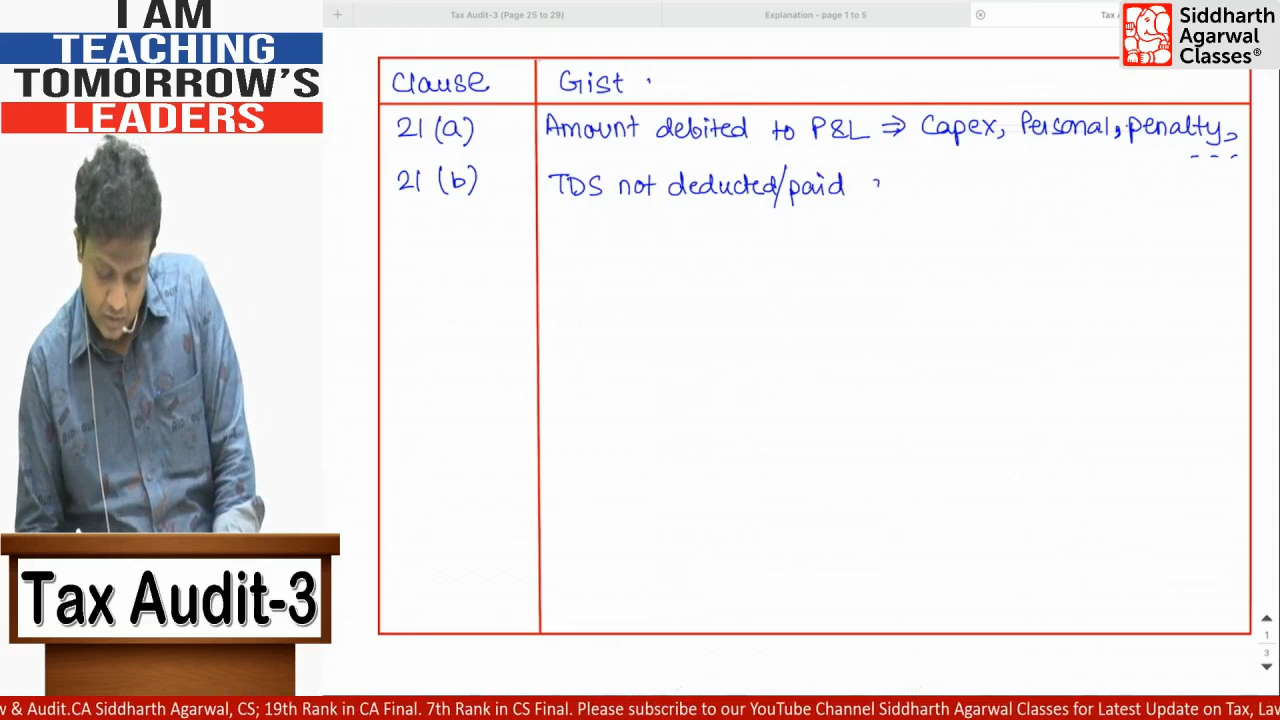 I AM
TEACHING
TOMORROW'S
LEADERS
Tax Audit-3 (Page 25 to 29)
Explanation - page 1 to 5
Tax A
Siddharth
Agarwal
Classes®
Clause Gist
21 (a) Amount debited to P&L ⇒ Capex, Personal, penalty,
---
21 (b) TDS not deducted/paid
1
3
Tax Audit-3
w & Audit.CA Siddharth Agarwal, CS; 19th Rank in CA Final. 7th Rank in CS Final. Please subscribe to our YouTube Channel Siddharth Agarwal Classes for Latest Update on Tax, Law